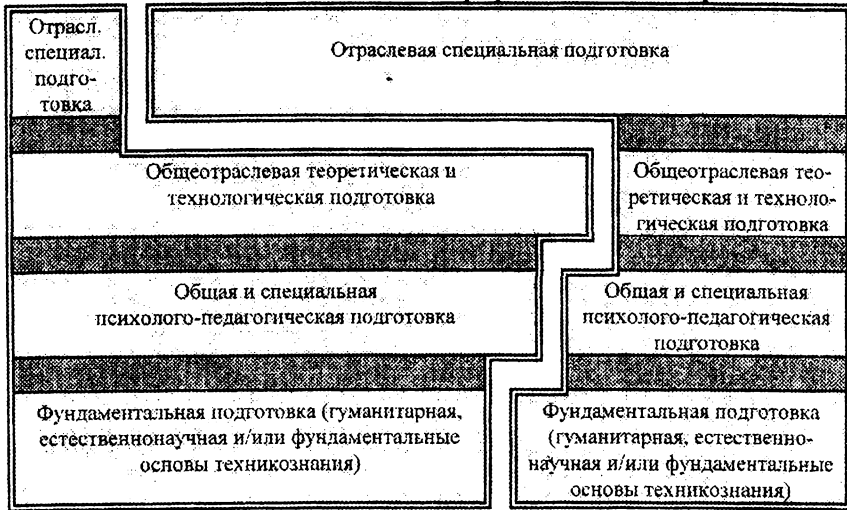 Отрасл.
специал.
подго-
товка
Отраслевая специальная подготовка
Общеотраслевая теоретическая и
технологическая подготовка
Общеотраслевая тео-
ретическая и техноло-
гическая подготовка
Общая и специальная
психолого-педагогическая подготовка
Общая и специальная
психолого-педагогическая
подготовка
Фундаментальная подготовка (гуманитарная,
естественнонаучная и/или фундаментальные
основы техникознания)
Фундаментальная подготовка
(гуманитарная, естественно-
научная и/или фундаментальные
основы техникознания)